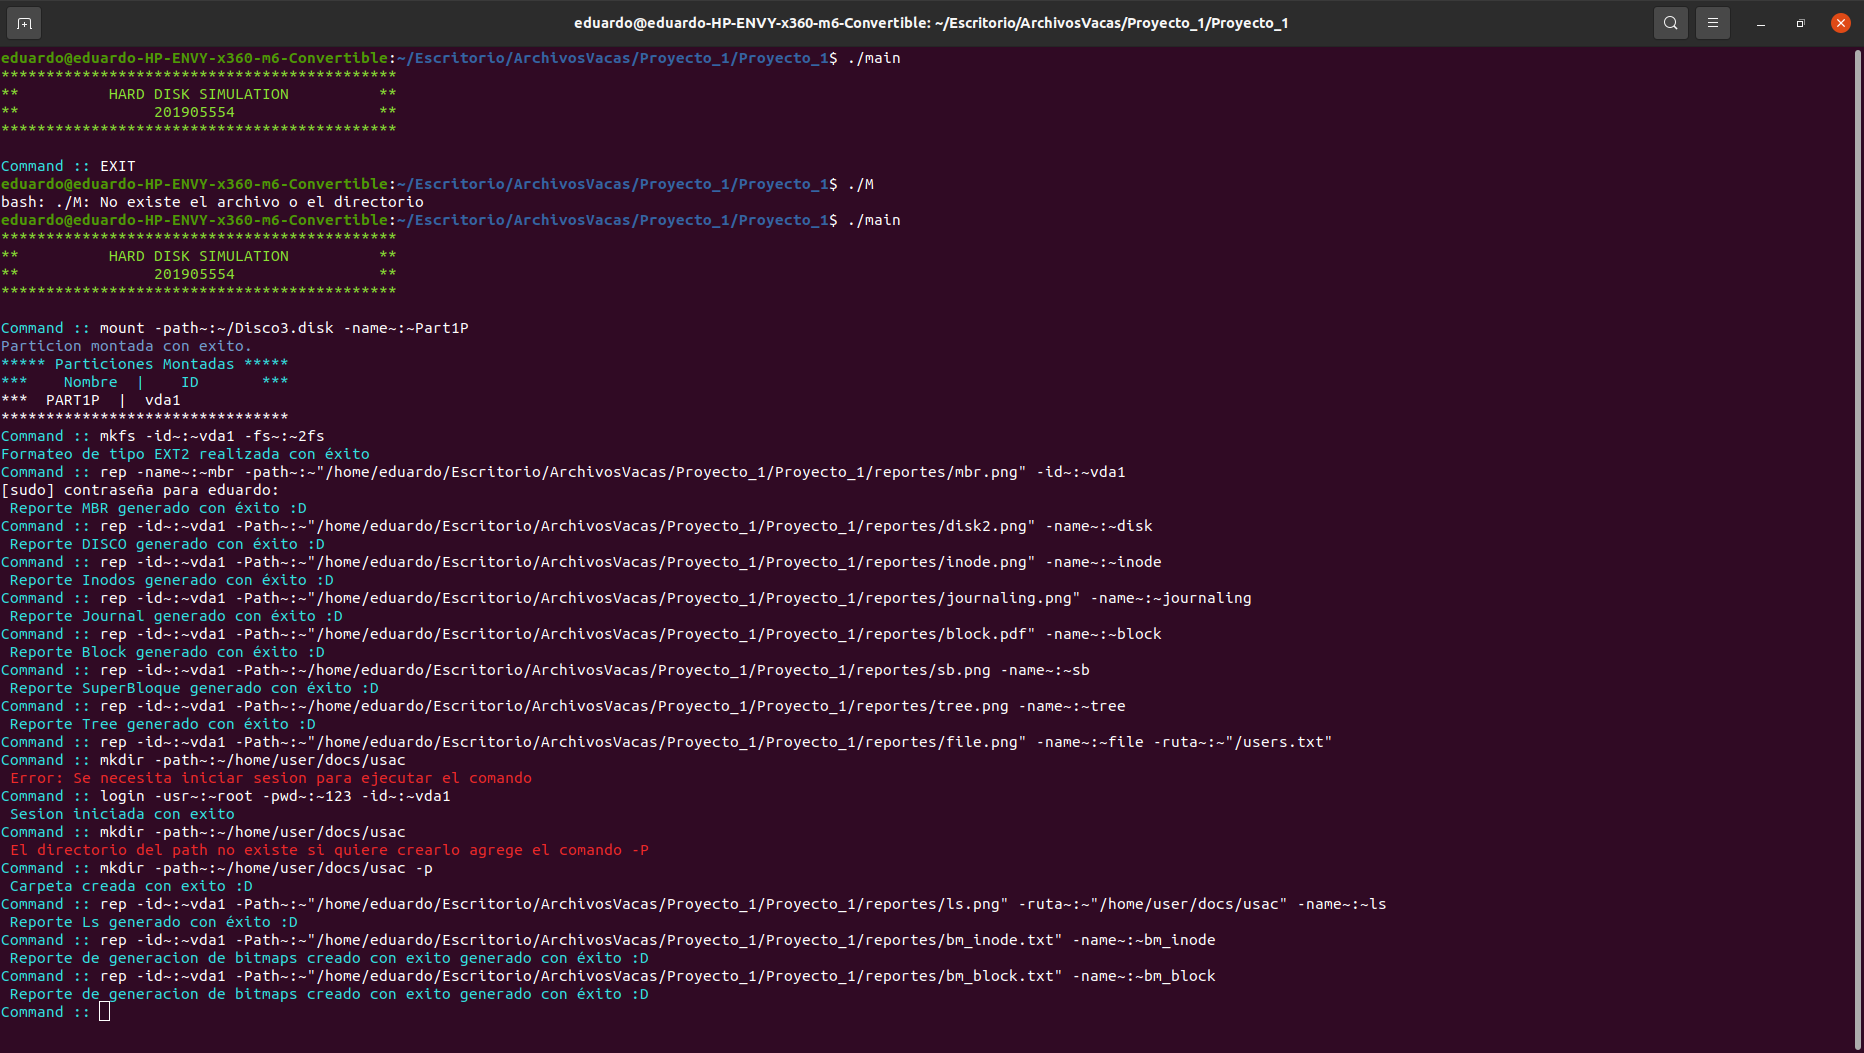 eduardo@eduardo-HP-ENVY-x360-m6-Convertible: ~/Escritorio/ArchivosVacas/Proyecto_1/Proyecto_1
eduardo@eduardo-HP-ENVY-x360-m6-Convertible:~/Escritorio/ArchivosVacas/Proyecto_1/Proyecto_1$ ./main
********************************************
**          HARD DISK SIMULATION          **
**               201905554                **
********************************************

Command :: EXIT
eduardo@eduardo-HP-ENVY-x360-m6-Convertible:~/Escritorio/ArchivosVacas/Proyecto_1/Proyecto_1$ ./M
bash: ./M: No existe el archivo o el directorio
eduardo@eduardo-HP-ENVY-x360-m6-Convertible:~/Escritorio/ArchivosVacas/Proyecto_1/Proyecto_1$ ./main
********************************************
**          HARD DISK SIMULATION          **
**               201905554                **
********************************************

Command :: mount -path~:~/Disco3.disk -name~:~Part1P
Particion montada con exito.
***** Particiones Montadas *****
***    Nombre  |    ID       ***
***  PART1P  |  vda1
********************************
Command :: mkfs -id~:~vda1 -fs~:~2fs
Formateo de tipo EXT2 realizada con éxito
Command :: rep -name~:~mbr -path~:~"/home/eduardo/Escritorio/ArchivosVacas/Proyecto_1/Proyecto_1/reportes/mbr.png" -id~:~vda1
[sudo] contraseña para eduardo:
 Reporte MBR generado con éxito :D
Command :: rep -id~:~vda1 -Path~:~"/home/eduardo/Escritorio/ArchivosVacas/Proyecto_1/Proyecto_1/reportes/disk2.png" -name~:~disk
 Reporte DISCO generado con éxito :D
Command :: rep -id~:~vda1 -Path~:~"/home/eduardo/Escritorio/ArchivosVacas/Proyecto_1/Proyecto_1/reportes/inode.png" -name~:~inode
 Reporte Inodos generado con éxito :D
Command :: rep -id~:~vda1 -Path~:~"/home/eduardo/Escritorio/ArchivosVacas/Proyecto_1/Proyecto_1/reportes/journaling.png" -name~:~journaling
 Reporte Journal generado con éxito :D
Command :: rep -id~:~vda1 -Path~:~"/home/eduardo/Escritorio/ArchivosVacas/Proyecto_1/Proyecto_1/reportes/block.pdf" -name~:~block
 Reporte Block generado con éxito :D
Command :: rep -id~:~vda1 -Path~:~/home/eduardo/Escritorio/ArchivosVacas/Proyecto_1/Proyecto_1/reportes/sb.png -name~:~sb
 Reporte SuperBloque generado con éxito :D
Command :: rep -id~:~vda1 -Path~:~/home/eduardo/Escritorio/ArchivosVacas/Proyecto_1/Proyecto_1/reportes/tree.png -name~:~tree
 Reporte Tree generado con éxito :D
Command :: rep -id~:~vda1 -Path~:~"/home/eduardo/Escritorio/ArchivosVacas/Proyecto_1/Proyecto_1/reportes/file.png" -name~:~file -ruta~:~"/users.txt"
Command :: mkdir -path~:~/home/user/docs/usac
 Error: Se necesita iniciar sesion para ejecutar el comando
Command :: login -usr~:~root -pwd~:~123 -id~:~vda1
 Sesion iniciada con exito
Command :: mkdir -path~:~/home/user/docs/usac
 El directorio del path no existe si quiere crearlo agrege el comando -P
Command :: mkdir -path~:~/home/user/docs/usac -p
 Carpeta creada con exito :D
Command :: rep -id~:~vda1 -Path~:~"/home/eduardo/Escritorio/ArchivosVacas/Proyecto_1/Proyecto_1/reportes/ls.png" -ruta~:~"/home/user/docs/usac" -name~:~ls
 Reporte Ls generado con éxito :D
Command :: rep -id~:~vda1 -Path~:~"/home/eduardo/Escritorio/ArchivosVacas/Proyecto_1/Proyecto_1/reportes/bm_inode.txt" -name~:~bm_inode
 Reporte de generacion de bitmaps creado con exito generado con éxito :D
Command :: rep -id~:~vda1 -Path~:~"/home/eduardo/Escritorio/ArchivosVacas/Proyecto_1/Proyecto_1/reportes/bm_block.txt" -name~:~bm_block
 Reporte de generacion de bitmaps creado con exito generado con éxito :D
Command ::